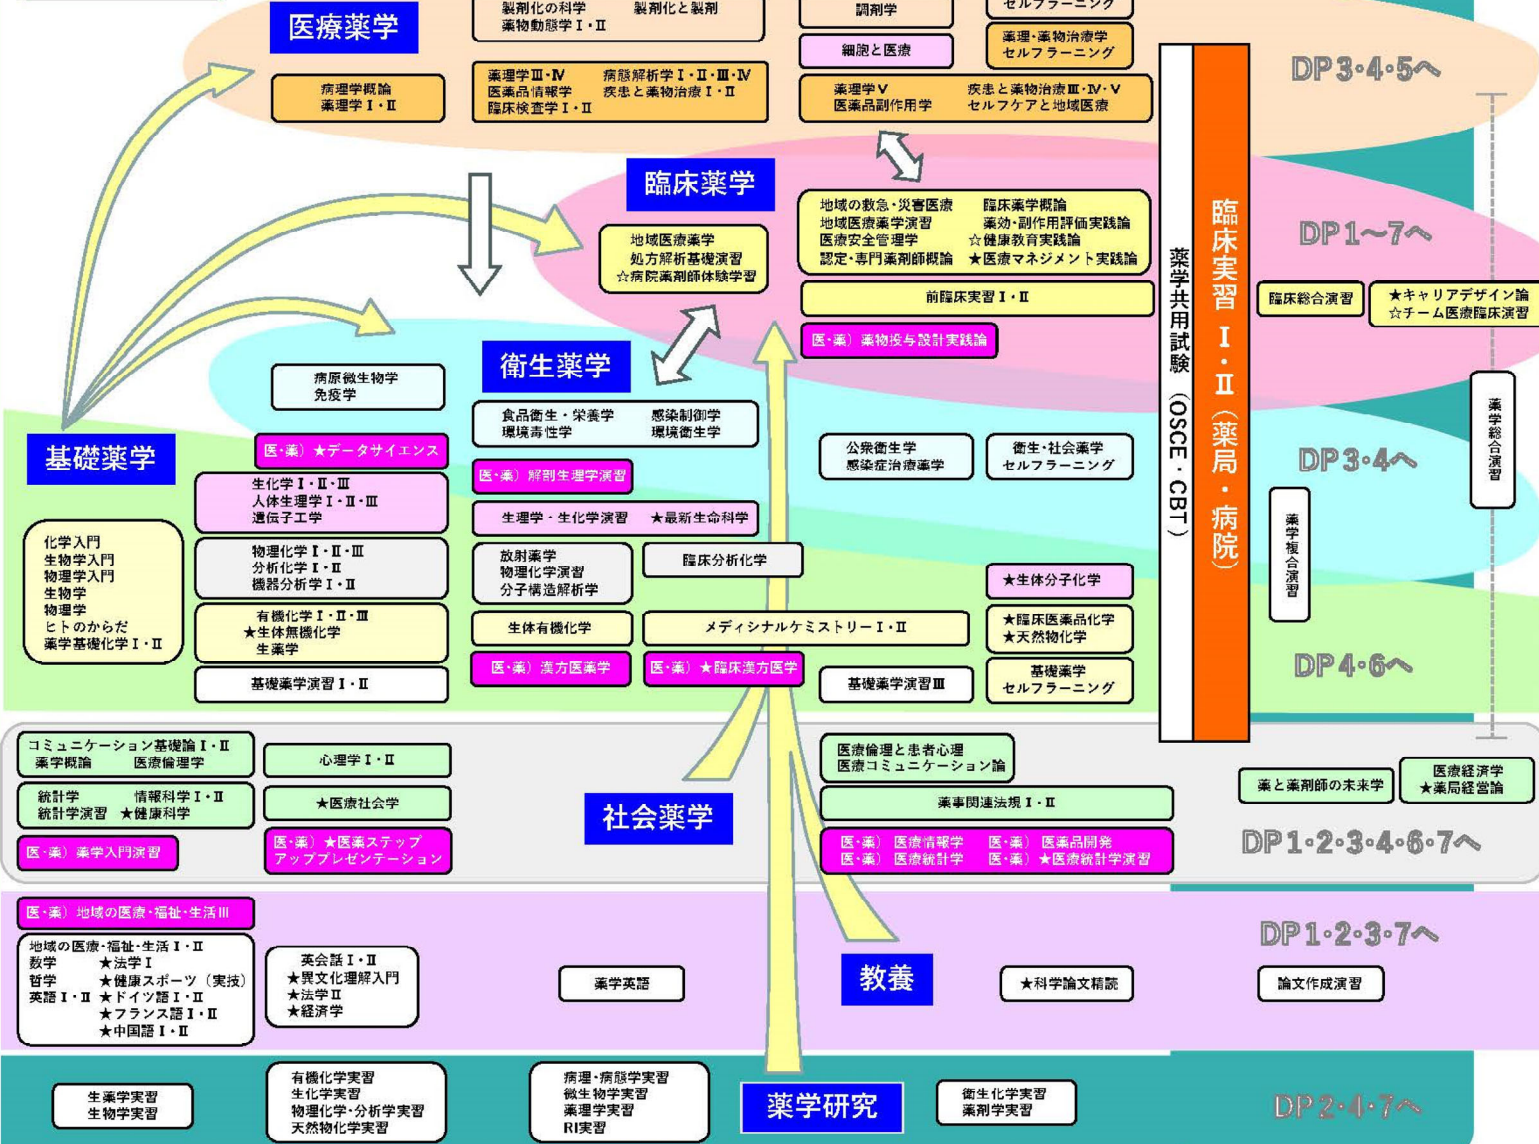 製剤化の科学　製剤化と製剤
薬物動態学Ⅰ・Ⅱ
調剤学
セルフラーニング
医療薬学
細胞と医療
薬理・薬物治療学
セルフラーニング
DP3・4・5へ
病理学概論
薬理学Ⅰ・Ⅱ
薬理学Ⅲ・Ⅳ　病態解析学Ⅰ・Ⅱ・Ⅲ・Ⅳ
医薬品情報学　疾患と薬物治療Ⅰ・Ⅱ
臨床検査学Ⅰ・Ⅱ
薬理学Ⅴ　疾患と薬物治療Ⅲ・Ⅳ・Ⅴ
医薬品副作用学　セルフケアと地域医療
臨床薬学
地域医療薬学
処方解析基礎演習
☆病院薬剤師体験学習
地域の救急・災害医療　臨床薬学概論
地域医療薬学演習　薬効・副作用評価実践論
医療安全管理学　☆健康教育実践論
認定・専門薬剤師概論　★医療マネジメント実践論
前臨床実習Ⅰ・Ⅱ
医・薬）薬物投与設計実践論
薬学共用試験（OSCE・CBT）
臨床実習Ⅰ・Ⅱ（薬局・病院）
DP1～7へ
臨床総合演習
★キャリアデザイン論
☆チーム医療臨床演習
薬学総合演習
衛生薬学
病原微生物学
免疫学
食品衛生・栄養学　感染制御学
環境毒性学　環境衛生学
公衆衛生学
感染症治療薬学
衛生・社会薬学
セルフラーニング
DP3・4へ
薬学複合演習
基礎薬学
医・薬）★データサイエンス
医・薬）解剖生理学演習
生化学Ⅰ・Ⅱ・Ⅲ
人体生理学Ⅰ・Ⅱ・Ⅲ
遺伝子工学
生理学・生化学演習　★最新生命科学
化学入門
生物学入門
物理学入門
生物学
物理学
ヒトのからだ
薬学基礎化学Ⅰ・Ⅱ
物理化学Ⅰ・Ⅱ・Ⅲ
分析化学Ⅰ・Ⅱ
機器分析学Ⅰ・Ⅱ
放射薬学
物理化学演習
分子構造解析学
臨床分析化学
★生体分子化学
有機化学Ⅰ・Ⅱ・Ⅲ
★生体無機化学
生薬学
生体有機化学
メディシナルケミストリーⅠ・Ⅱ
★臨床医薬品化学
★天然物化学
基礎薬学演習Ⅰ・Ⅱ
医・薬）漢方医薬学
医・薬）★臨床漢方医学
基礎薬学演習Ⅲ
基礎薬学
セルフラーニング
DP4・6へ
コミュニケーション基礎論Ⅰ・Ⅱ
薬学概論　医療倫理学
心理学Ⅰ・Ⅱ
医療倫理と患者心理
医療コミュニケーション論
統計学　情報科学Ⅰ・Ⅱ
統計学演習　★健康科学
★医療社会学
社会薬学
薬事関連法規Ⅰ・Ⅱ
薬と薬剤師の未来学
医療経済学
★薬局経営論
医・薬）薬学入門演習
医・薬）★医薬ステップ
アッププレゼンテーション
医・薬）医療情報学　医・薬）医薬品開発
医・薬）医療統計学　医・薬）★医療統計学演習
DP1・2・3・4・6・7へ
医・薬）地域の医療・福祉・生活Ⅲ
地域の医療・福祉・生活Ⅰ・Ⅱ
数学　★法学Ⅰ
哲学　★健康スポーツ（実技）
英語Ⅰ・Ⅱ　★ドイツ語Ⅰ・Ⅱ
★フランス語Ⅰ・Ⅱ
★中国語Ⅰ・Ⅱ
英会話Ⅰ・Ⅱ
★異文化理解入門
★法学Ⅱ
★経済学
薬学英語
教養
★科学論文精読
論文作成演習
DP1・2・3・7へ
生薬学実習
生物学実習
有機化学実習
生化学実習
物理化学・分析学実習
天然物化学実習
病理・病態学実習
微生物学実習
薬理学実習
RI実習
薬学研究
衛生化学実習
薬剤学実習
DP2・4・7へ